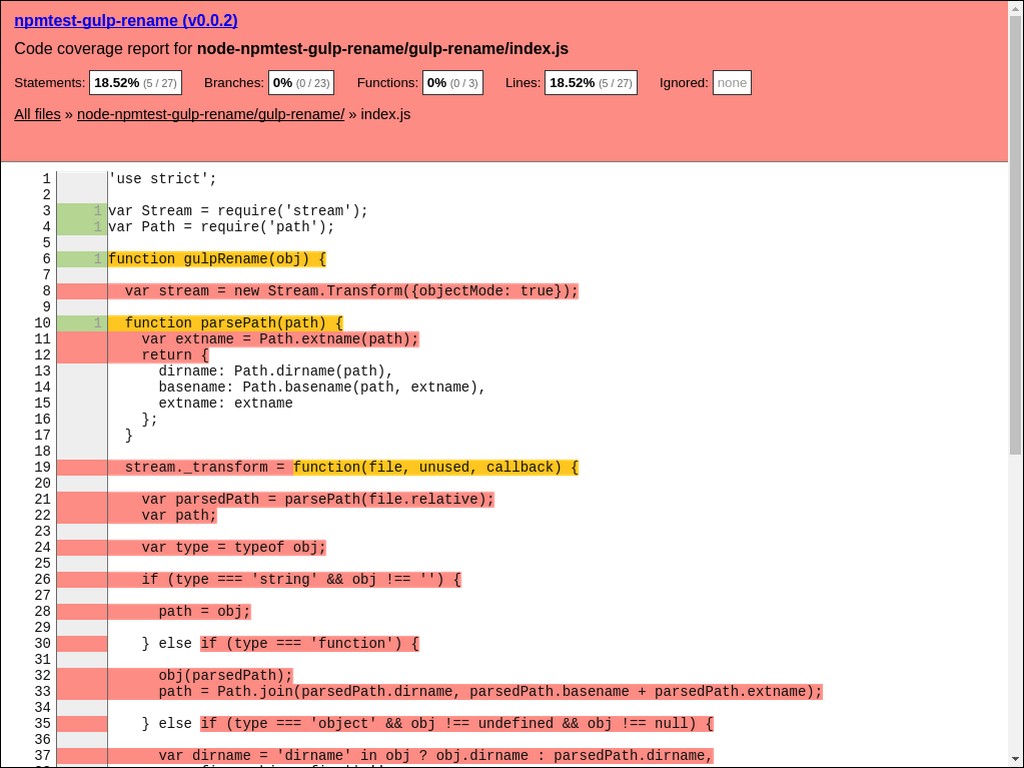 npmtest-gulp-rename (v0.0.2)
Code coverage report for node-npmtest-gulp-rename/gulp-rename/index.js
Statements: 18.52% (5 / 27) Branches: 0% (0 / 23) Functions: 0% (0 / 3) Lines: 18.52% (5 / 27) Ignored: none
All files » node-npmtest-gulp-rename/gulp-rename/ » index.js
1 'use strict';
2
3 1 var Stream = require('stream');
4 1 var Path = require('path');
5
6 1 function gulpRename(obj) {
7
8 var stream = new Stream.Transform({objectMode: true});
9
10 1 function parsePath(path) {
11 var extname = Path.extname(path);
12 return {
13 dirname: Path.dirname(path),
14 basename: Path.basename(path, extname),
15 extname: extname
16 };
17 }
18
19 stream._transform = function(file, unused, callback) {
20
21 var parsedPath = parsePath(file.relative);
22 var path;
23
24 var type = typeof obj;
25
26 if (type === 'string' && obj !== '') {
27
28 path = obj;
29
30 } else if (type === 'function') {
31
32 obj(parsedPath);
33 path = Path.join(parsedPath.dirname, parsedPath.basename + parsedPath.extname);
34
35 } else if (type === 'object' && obj !== undefined && obj !== null) {
36
37 var dirname = 'dirname' in obj ? obj.dirname : parsedPath.dirname,